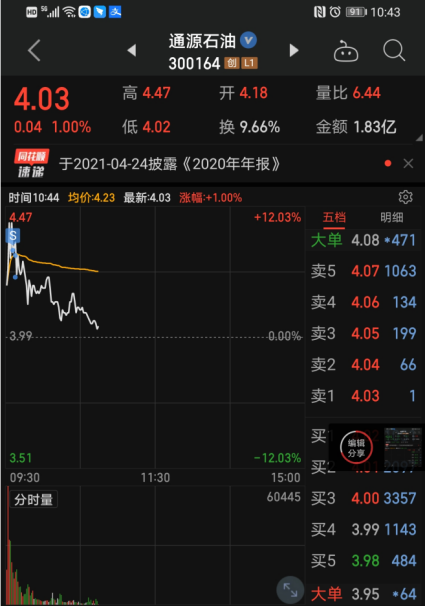 HD 5G 91 10:43
通源石油
300164 创 L1
4.03 高 4.47 开 4.18 量比 6.44
0.04 1.00% 低 4.02 换 9.66% 金额 1.83亿
同花顺 速递 于2021-04-24披露《2020年年报》
时间10:44 均价:4.23 最新:4.03 涨幅:+1.00%
4.47 +12.03% 五档 明细
S
大单 4.08 *471
卖5 4.07 1063
卖4 4.06 134
卖3 4.05 199
3.99 0.00% 卖2 4.04 66
卖1 4.03 1
买
编辑
分享
3.51 -12.03% 买2
09:30 11:30 15:00
分时量 60445 买3 4.00 3357
买4 3.99 1143
买5 3.98 484
大单 3.95 *64